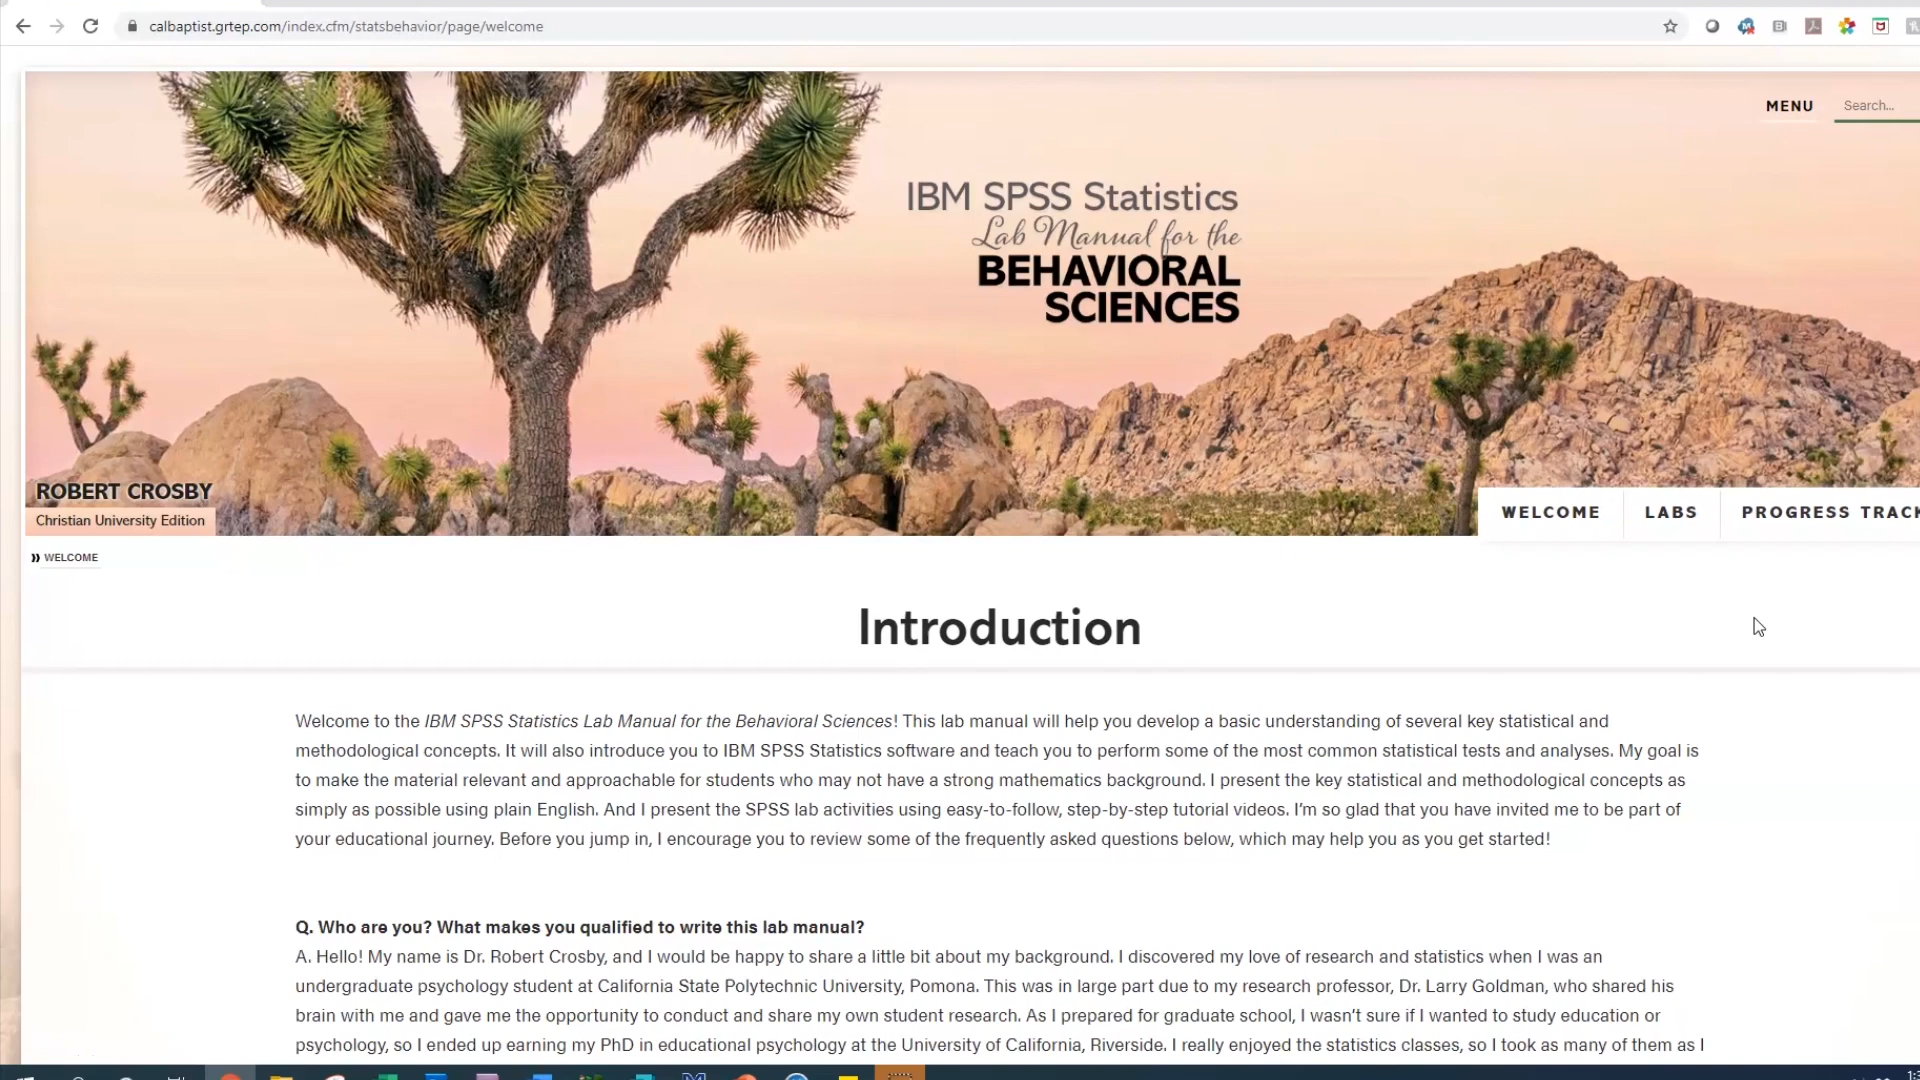 calbaptist.grtep.com/index.cfm/statsbehavior/page/welcome
MENU
Search...
IBM SPSS Statistics
Lab Manual for the
BEHAVIORAL
SCIENCES
ROBERT CROSBY
Christian University Edition
WELCOME
LABS
PROGRESS TRACK
» WELCOME
Introduction
Welcome to the IBM SPSS Statistics Lab Manual for the Behavioral Sciences! This lab manual will help you develop a basic understanding of several key statistical and
methodological concepts. It will also introduce you to IBM SPSS Statistics software and teach you to perform some of the most common statistical tests and analyses. My goal is
to make the material relevant and approachable for students who may not have a strong mathematics background. I present the key statistical and methodological concepts as
simply as possible using plain English. And I present the SPSS lab activities using easy-to-follow, step-by-step tutorial videos. I’m so glad that you have invited me to be part of
your educational journey. Before you jump in, I encourage you to review some of the frequently asked questions below, which may help you as you get started!
Q. Who are you? What makes you qualified to write this lab manual?
A. Hello! My name is Dr. Robert Crosby, and I would be happy to share a little bit about my background. I discovered my love of research and statistics when I was an
undergraduate psychology student at California State Polytechnic University, Pomona. This was in large part due to my research professor, Dr. Larry Goldman, who shared his
brain with me and gave me the opportunity to conduct and share my own student research. As I prepared for graduate school, I wasn’t sure if I wanted to study education or
psychology, so I ended up earning my PhD in educational psychology at the University of California, Riverside. I really enjoyed the statistics classes, so I took as many of them as I